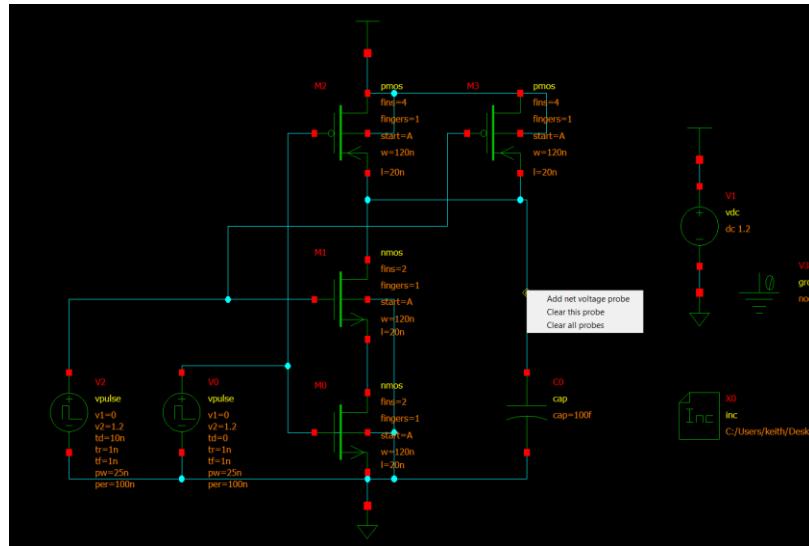 M2
pmos
fins=4
fingers=1
start=A
w=120n
l=20n
M3
pmos
fins=4
fingers=1
start=A
w=120n
l=20n
V1
vdc
dc 1.2
M1
nmos
fins=2
fingers=1
start=A
w=120n
l=20n
Add net voltage probe
Clear this probe
Clear all probes
V2
vpulse
v1=0
v2=1.2
td=10n
tr=1n
tf=1n
pw=25n
per=100n
V0
vpulse
v1=0
v2=1.2
td=0
tr=1n
tf=1n
pw=25n
per=100n
M0
nmos
fins=2
fingers=1
start=A
w=120n
l=20n
C0
cap
cap=100f
Inc
X0
inc
C:/Users/keith/Desk